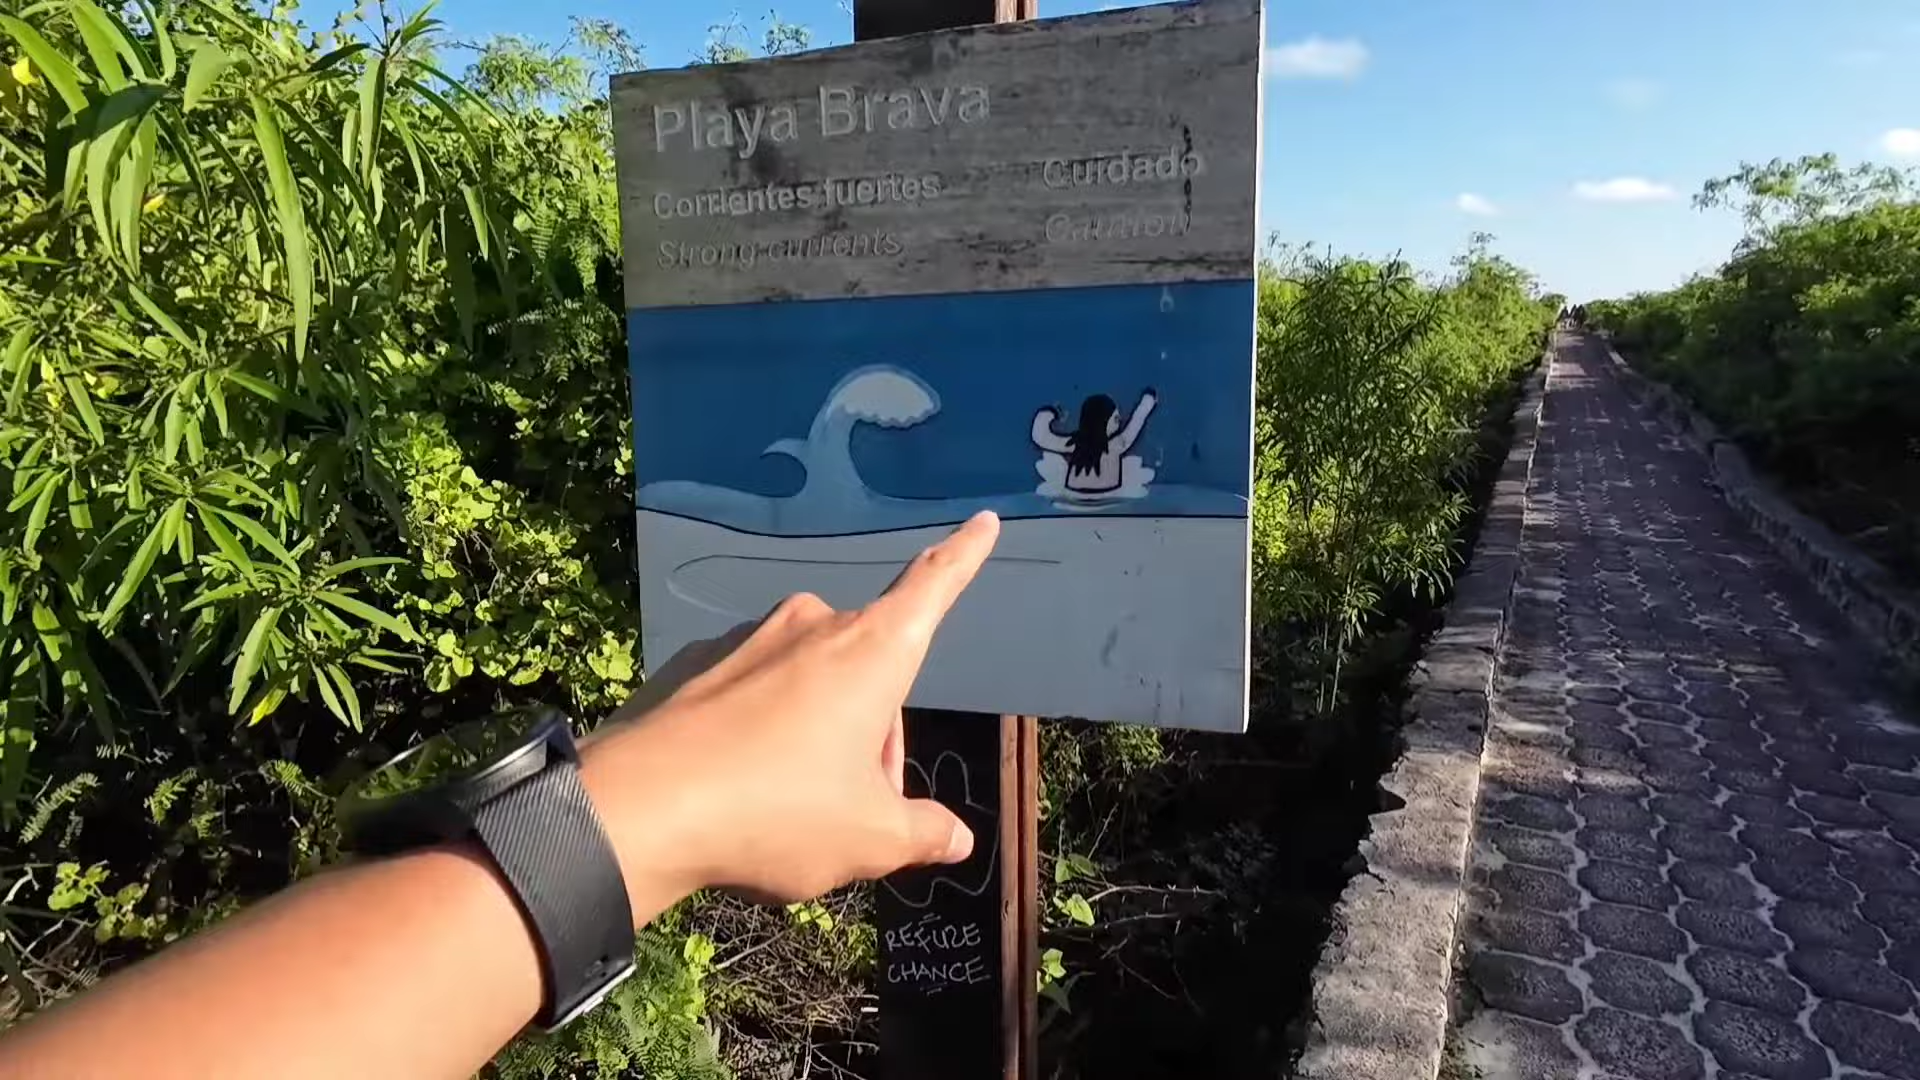 Playa Brava
Corrientes fuertes
Cuidado
Strong currents
Caution
REFUZE
CHANCE